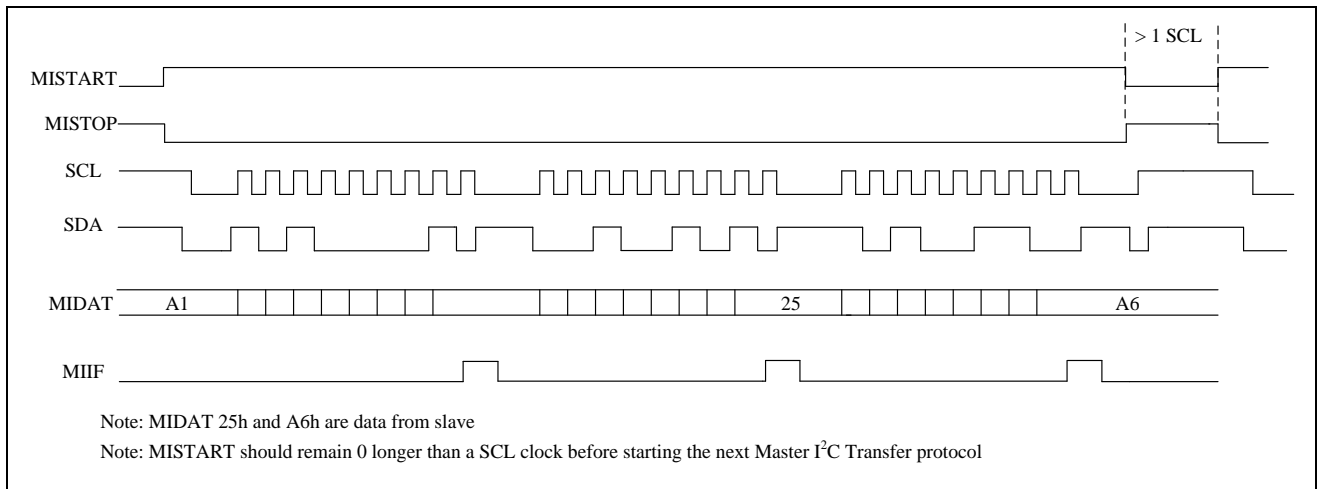 > 1 SCL
MISTART
MISTOP
SCL
SDA
MIDAT A1 25 A6
MIIF
Note: MIDAT 25h and A6h are data from slave
Note: MISTART should remain 0 longer than a SCL clock before starting the next Master I²C Transfer protocol